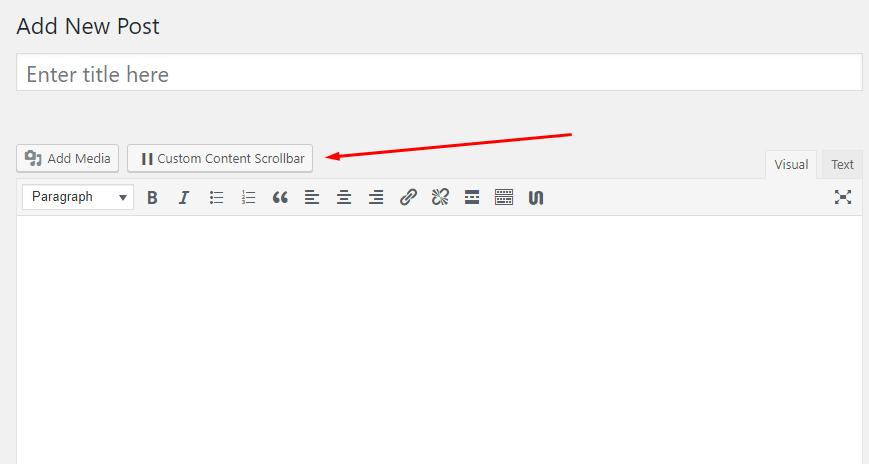 Add New Post
Enter title here
Add Media Custom Content Scrollbar
Visual Text
Paragraph B I